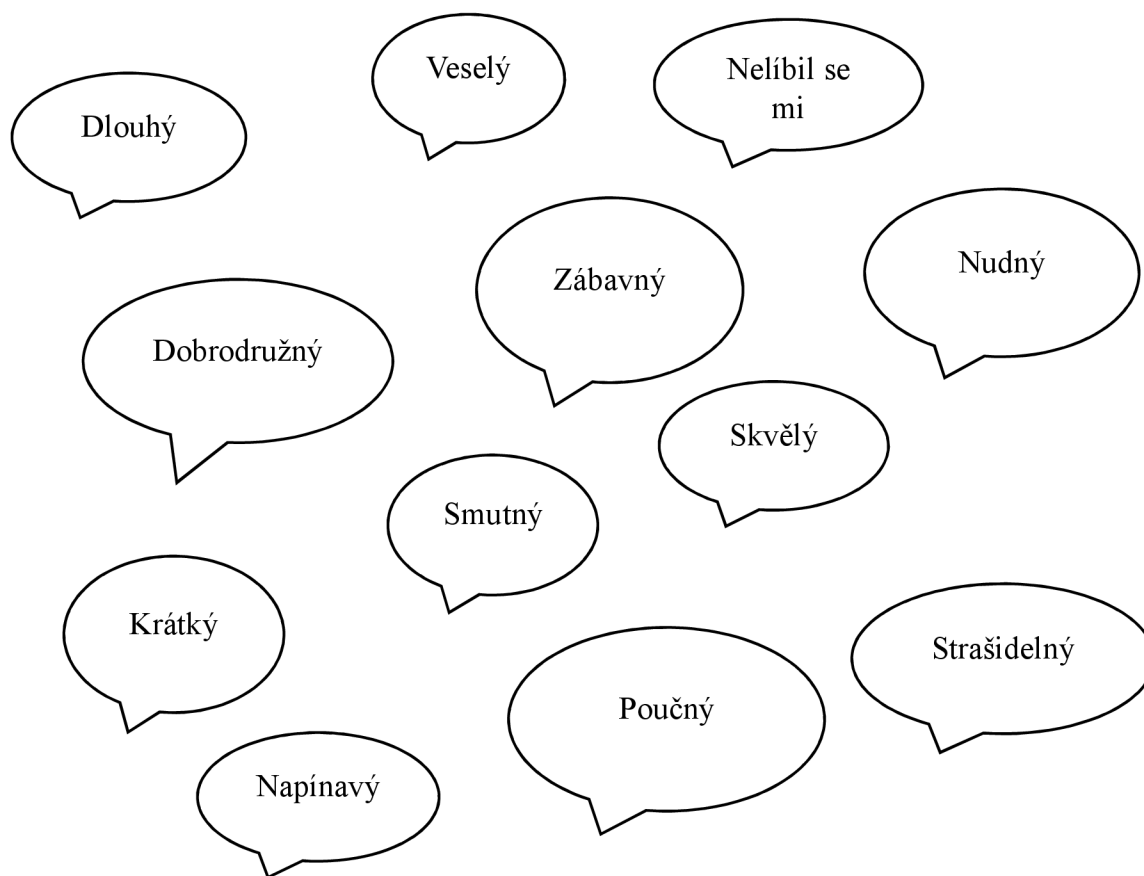 Veselý
Nelíbil se
mi
Dlouhý
Zábavný
Nudný
Dobrodružný
Skvělý
Smutný
Krátký
Strašidelný
Poučný
Napínavý